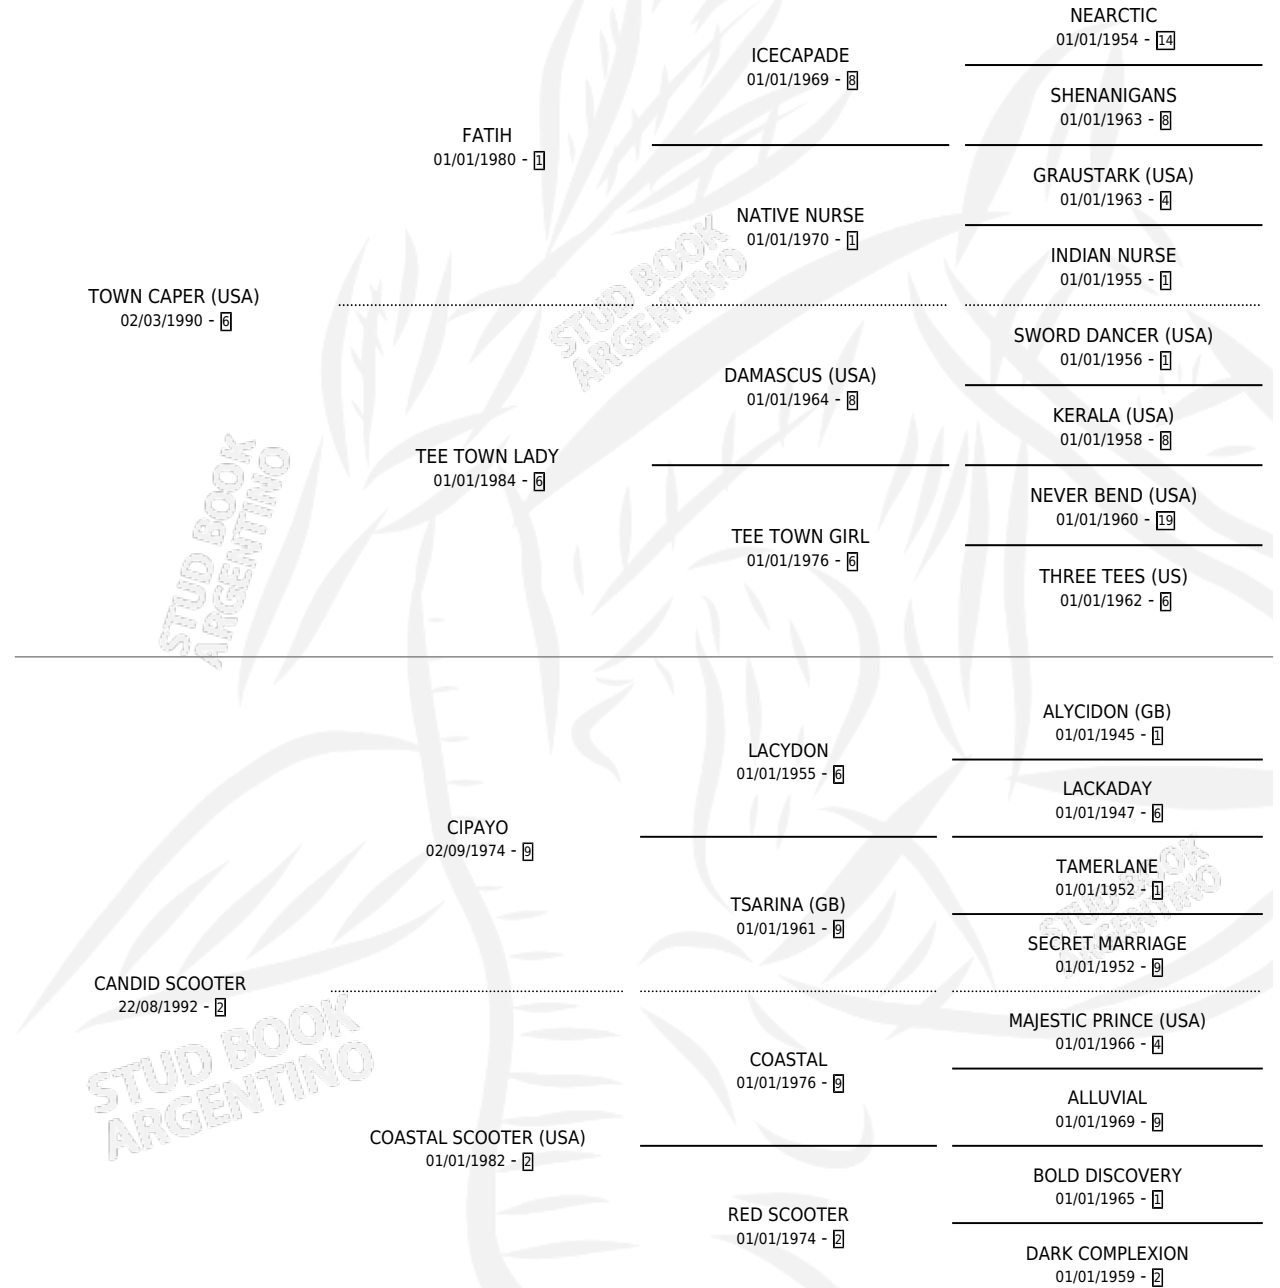 NEARCTIC
01/01/1954 - 14
ICECAPADE
01/01/1969 - 8
SHENANIGANS
01/01/1963 - 8
FATIH
01/01/1980 - 1
GRAUSTARK (USA)
01/01/1963 - 4
NATIVE NURSE
01/01/1970 - 1
INDIAN NURSE
01/01/1955 - 1
TOWN CAPER (USA)
02/03/1990 - 6
STUD BOOK
ARGENTINO
SWORD DANCER (USA)
01/01/1956 - 1
DAMASCUS (USA)
01/01/1964 - 8
KERALA (USA)
01/01/1958 - 8
TEE TOWN LADY
01/01/1984 - 6
NEVER BEND (USA)
01/01/1960 - 19
TEE TOWN GIRL
01/01/1976 - 6
THREE TEES (US)
01/01/1962 - 6
STUD BOOK
ARGENTINO
ALYCIDON (GB)
01/01/1945 - 1
LACYDON
01/01/1955 - 6
LACKADAY
01/01/1947 - 6
CIPAYO
02/09/1974 - 9
TAMERLANE
01/01/1952 - 1
TSARINA (GB)
01/01/1961 - 9
SECRET MARRIAGE
01/01/1952 - 9
STUD BOOK
ARGENTINO
CANDID SCOOTER
22/08/1992 - 2
MAJESTIC PRINCE (USA)
01/01/1966 - 4
COASTAL
01/01/1976 - 9
ALLUVIAL
01/01/1969 - 9
STUD BOOK
ARGENTINO
COASTAL SCOOTER (USA)
01/01/1982 - 2
BOLD DISCOVERY
01/01/1965 - 1
RED SCOOTER
01/01/1974 - 2
DARK COMPLEXION
01/01/1959 - 2